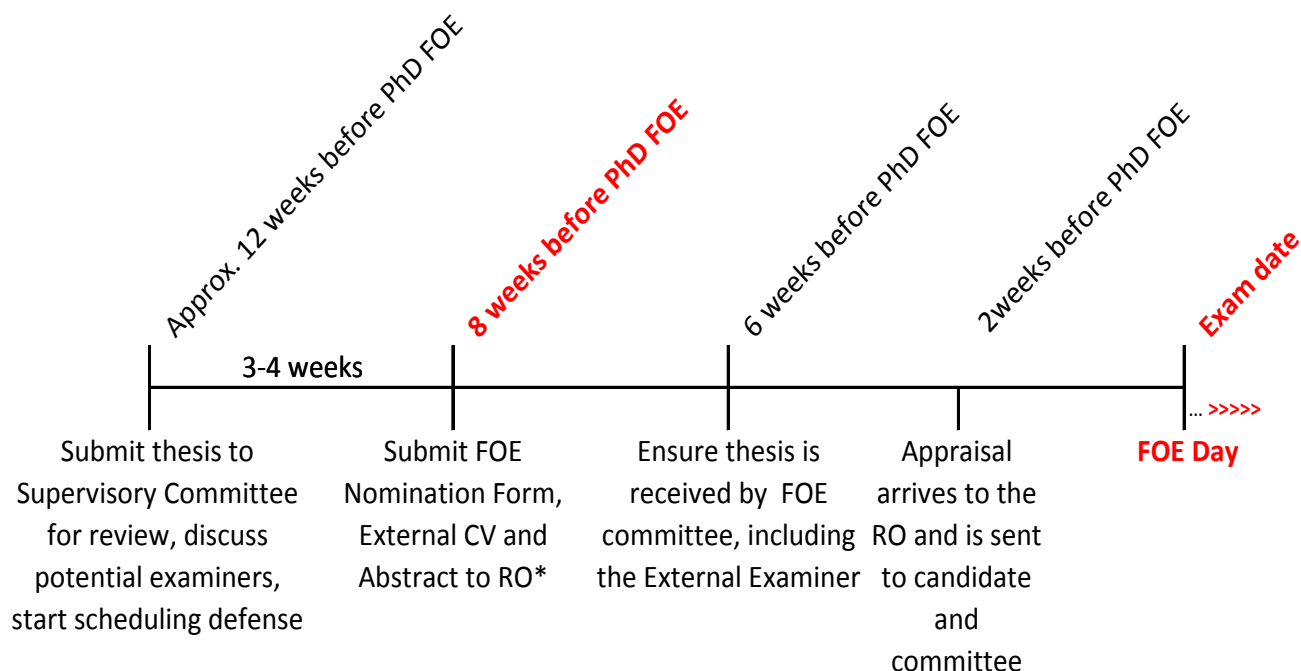 Approx. 12 weeks before PhD FOE
8 weeks before PhD FOE
6 weeks before PhD FOE
2weeks before PhD FOE
Exam date
3-4 weeks
... >>>>>
Submit thesis to
Supervisory Committee
for review, discuss
potential examiners,
start scheduling defense
Submit FOE
Nomination Form,
External CV and
Abstract to RO*
Ensure thesis is
received by FOE
committee, including
the External Examiner
Appraisal
arrives to the
RO and is sent
to candidate
and
committee
FOE Day